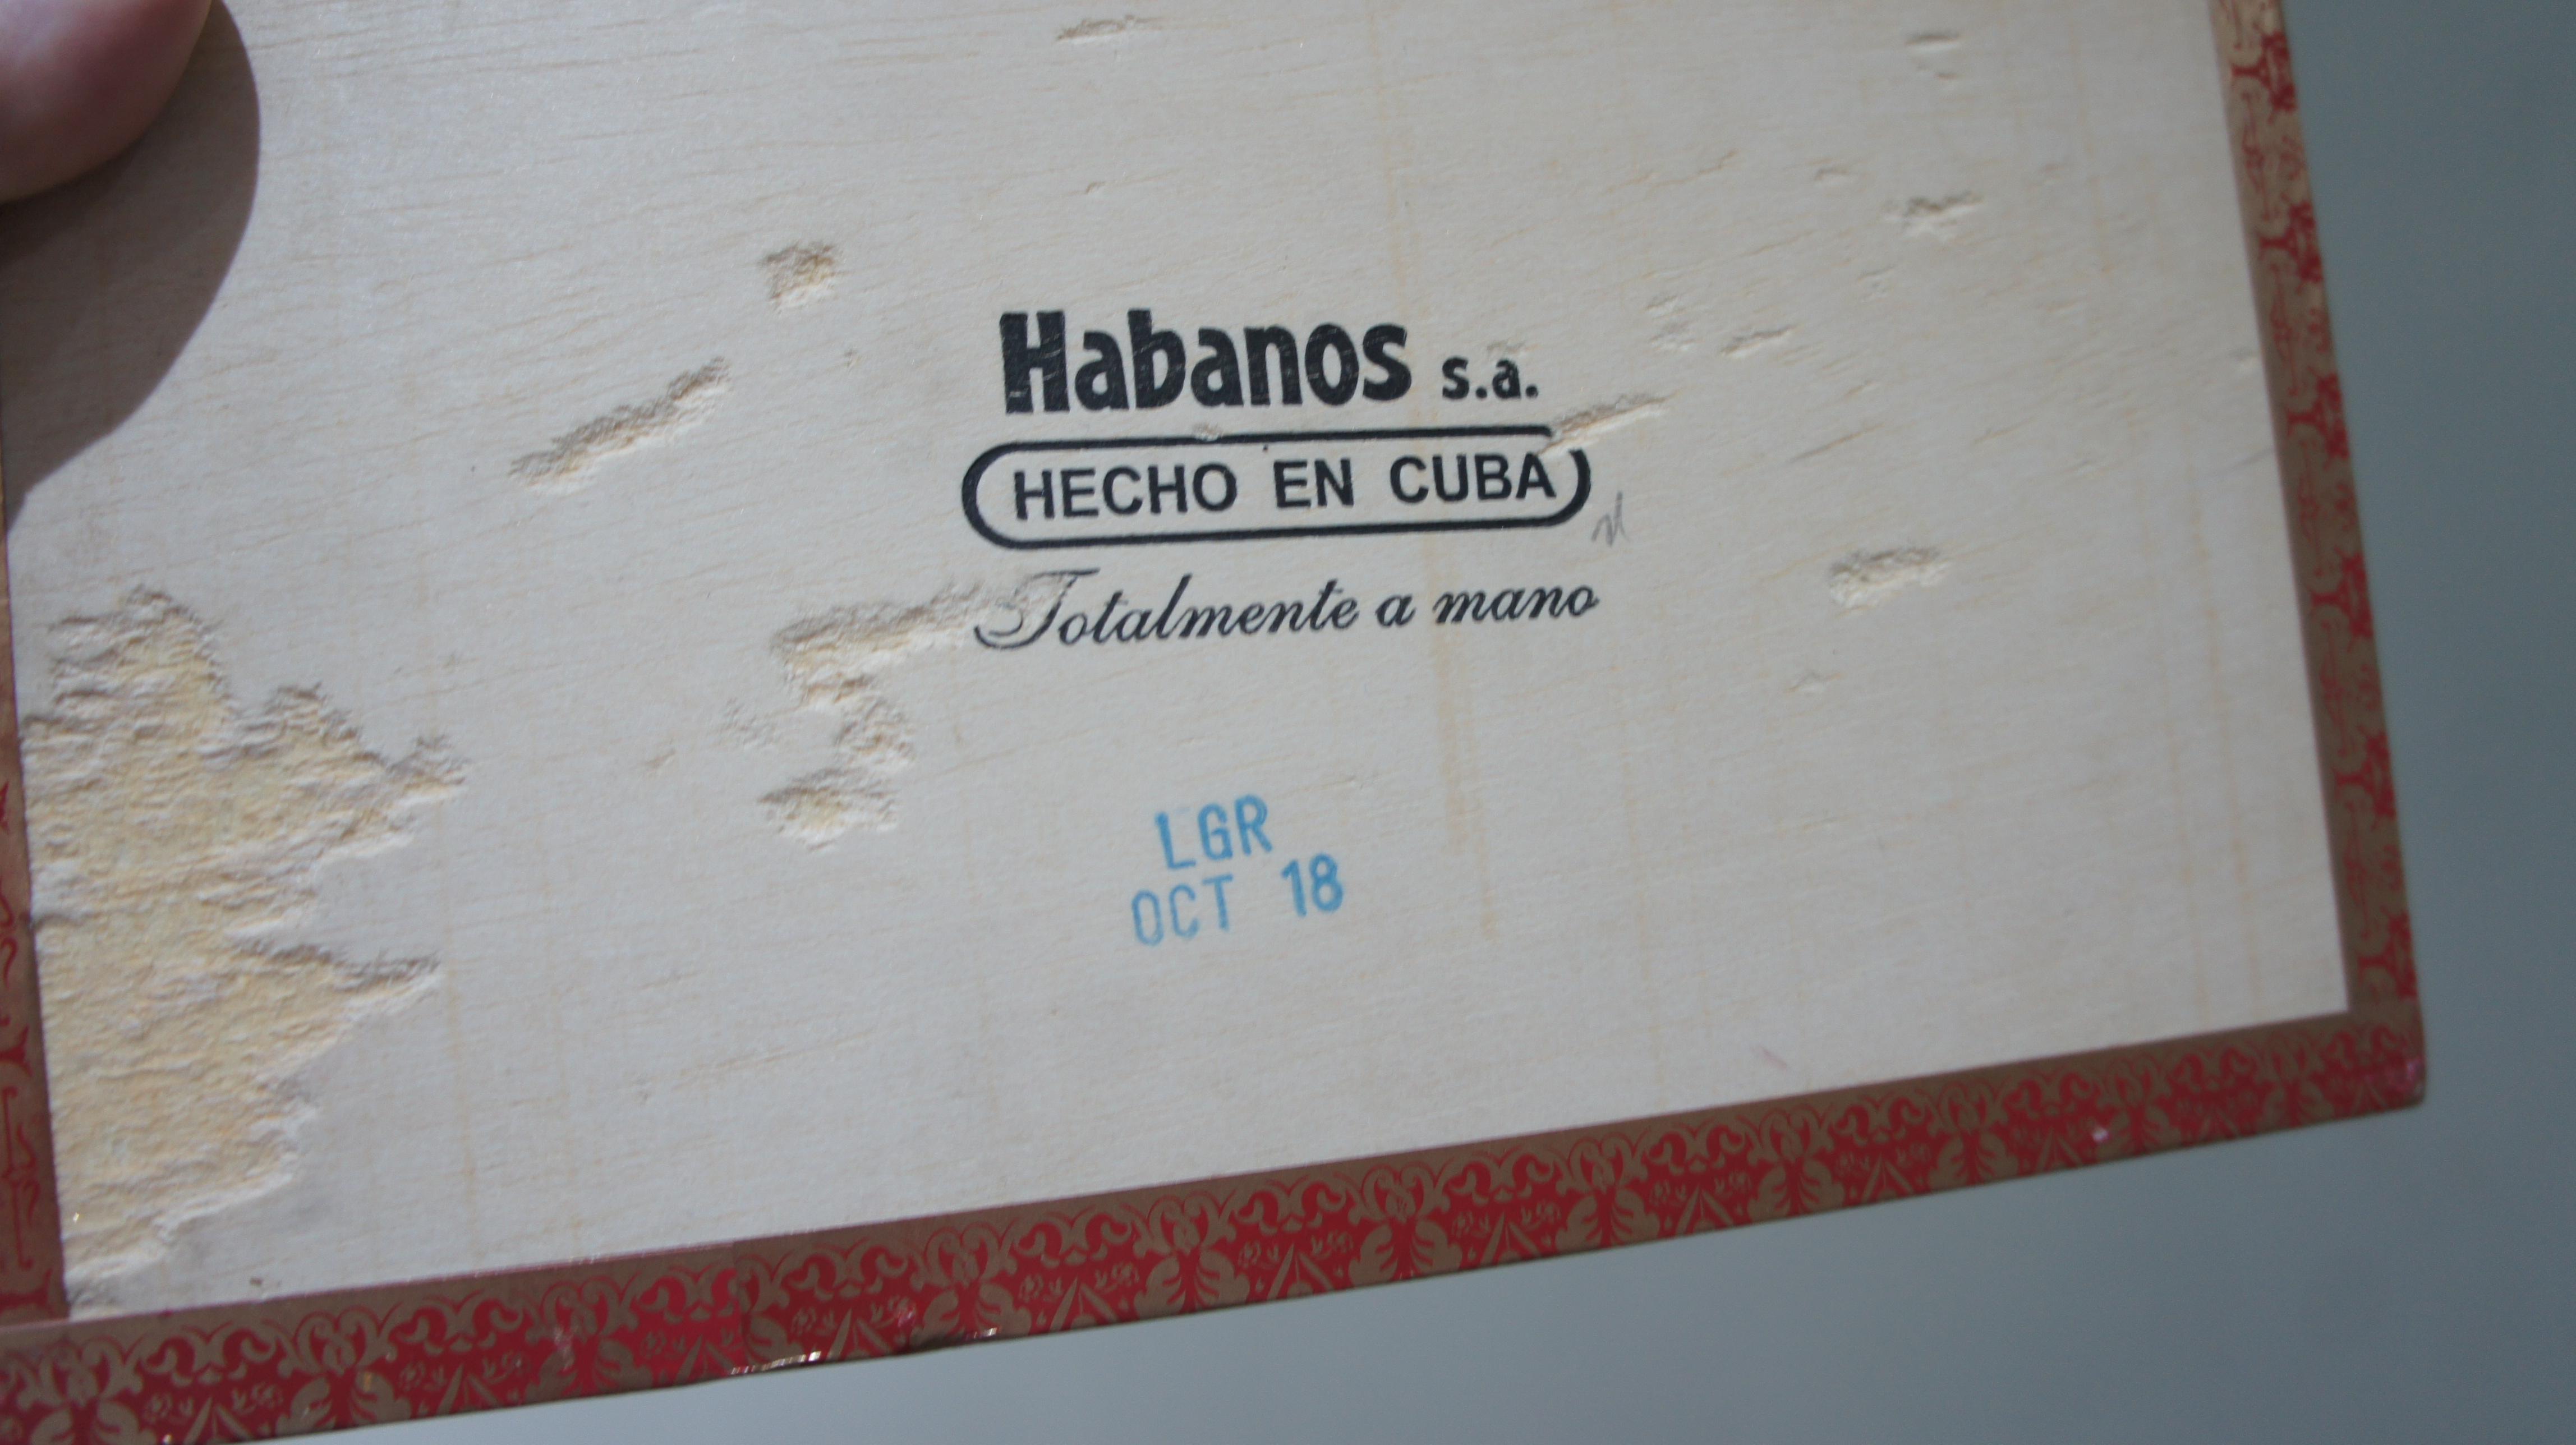 Habanos s.a.
HECHO EN CUBA
Totalmente a mano
LGR
OCT 18